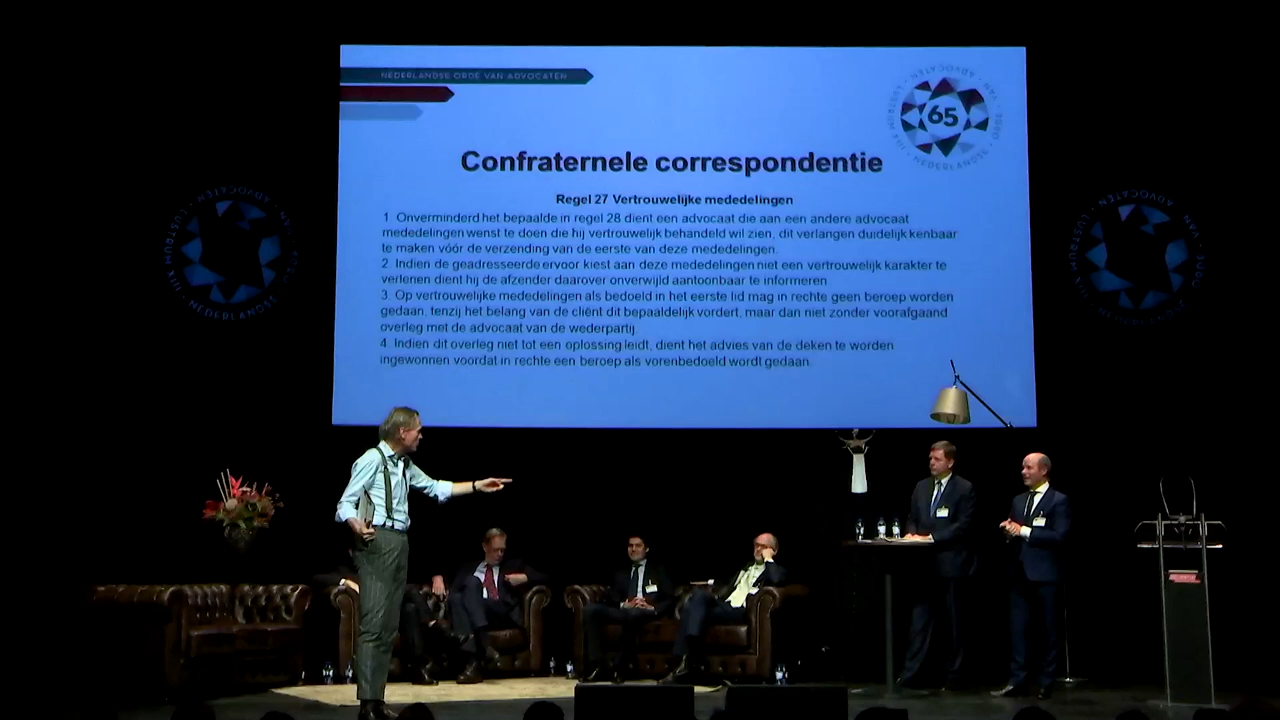 NEDERLANDSE ORDE VAN ADVOCATEN
65
NEDERLANDSE ORDE VAN ADVOCATEN · LUSTRUM XIII
Confraternele correspondentie
Regel 27 Vertrouwelijke mededelingen
1 Onverminderd het bepaalde in regel 28 dient een advocaat die aan een andere advocaat
mededelingen wenst te doen die hij vertrouwelijk behandeld wil zien, dit verlangen duidelijk kenbaar
te maken vóór de verzending van de eerste van deze mededelingen.
2. Indien de geadresseerde ervoor kiest aan deze mededelingen niet een vertrouwelijk karakter te
verlenen dient hij de afzender daarover onverwijld aantoonbaar te informeren
3. Op vertrouwelijke mededelingen als bedoeld in het eerste lid mag in rechte geen beroep worden
gedaan, tenzij het belang van de cliënt dit bepaaldelijk vordert, maar dan niet zonder voorafgaand
overleg met de advocaat van de wederpartij.
4. Indien dit overleg niet tot een oplossing leidt, dient het advies van de deken te worden
ingewonnen voordat in rechte een beroep als vorenbedoeld wordt gedaan.